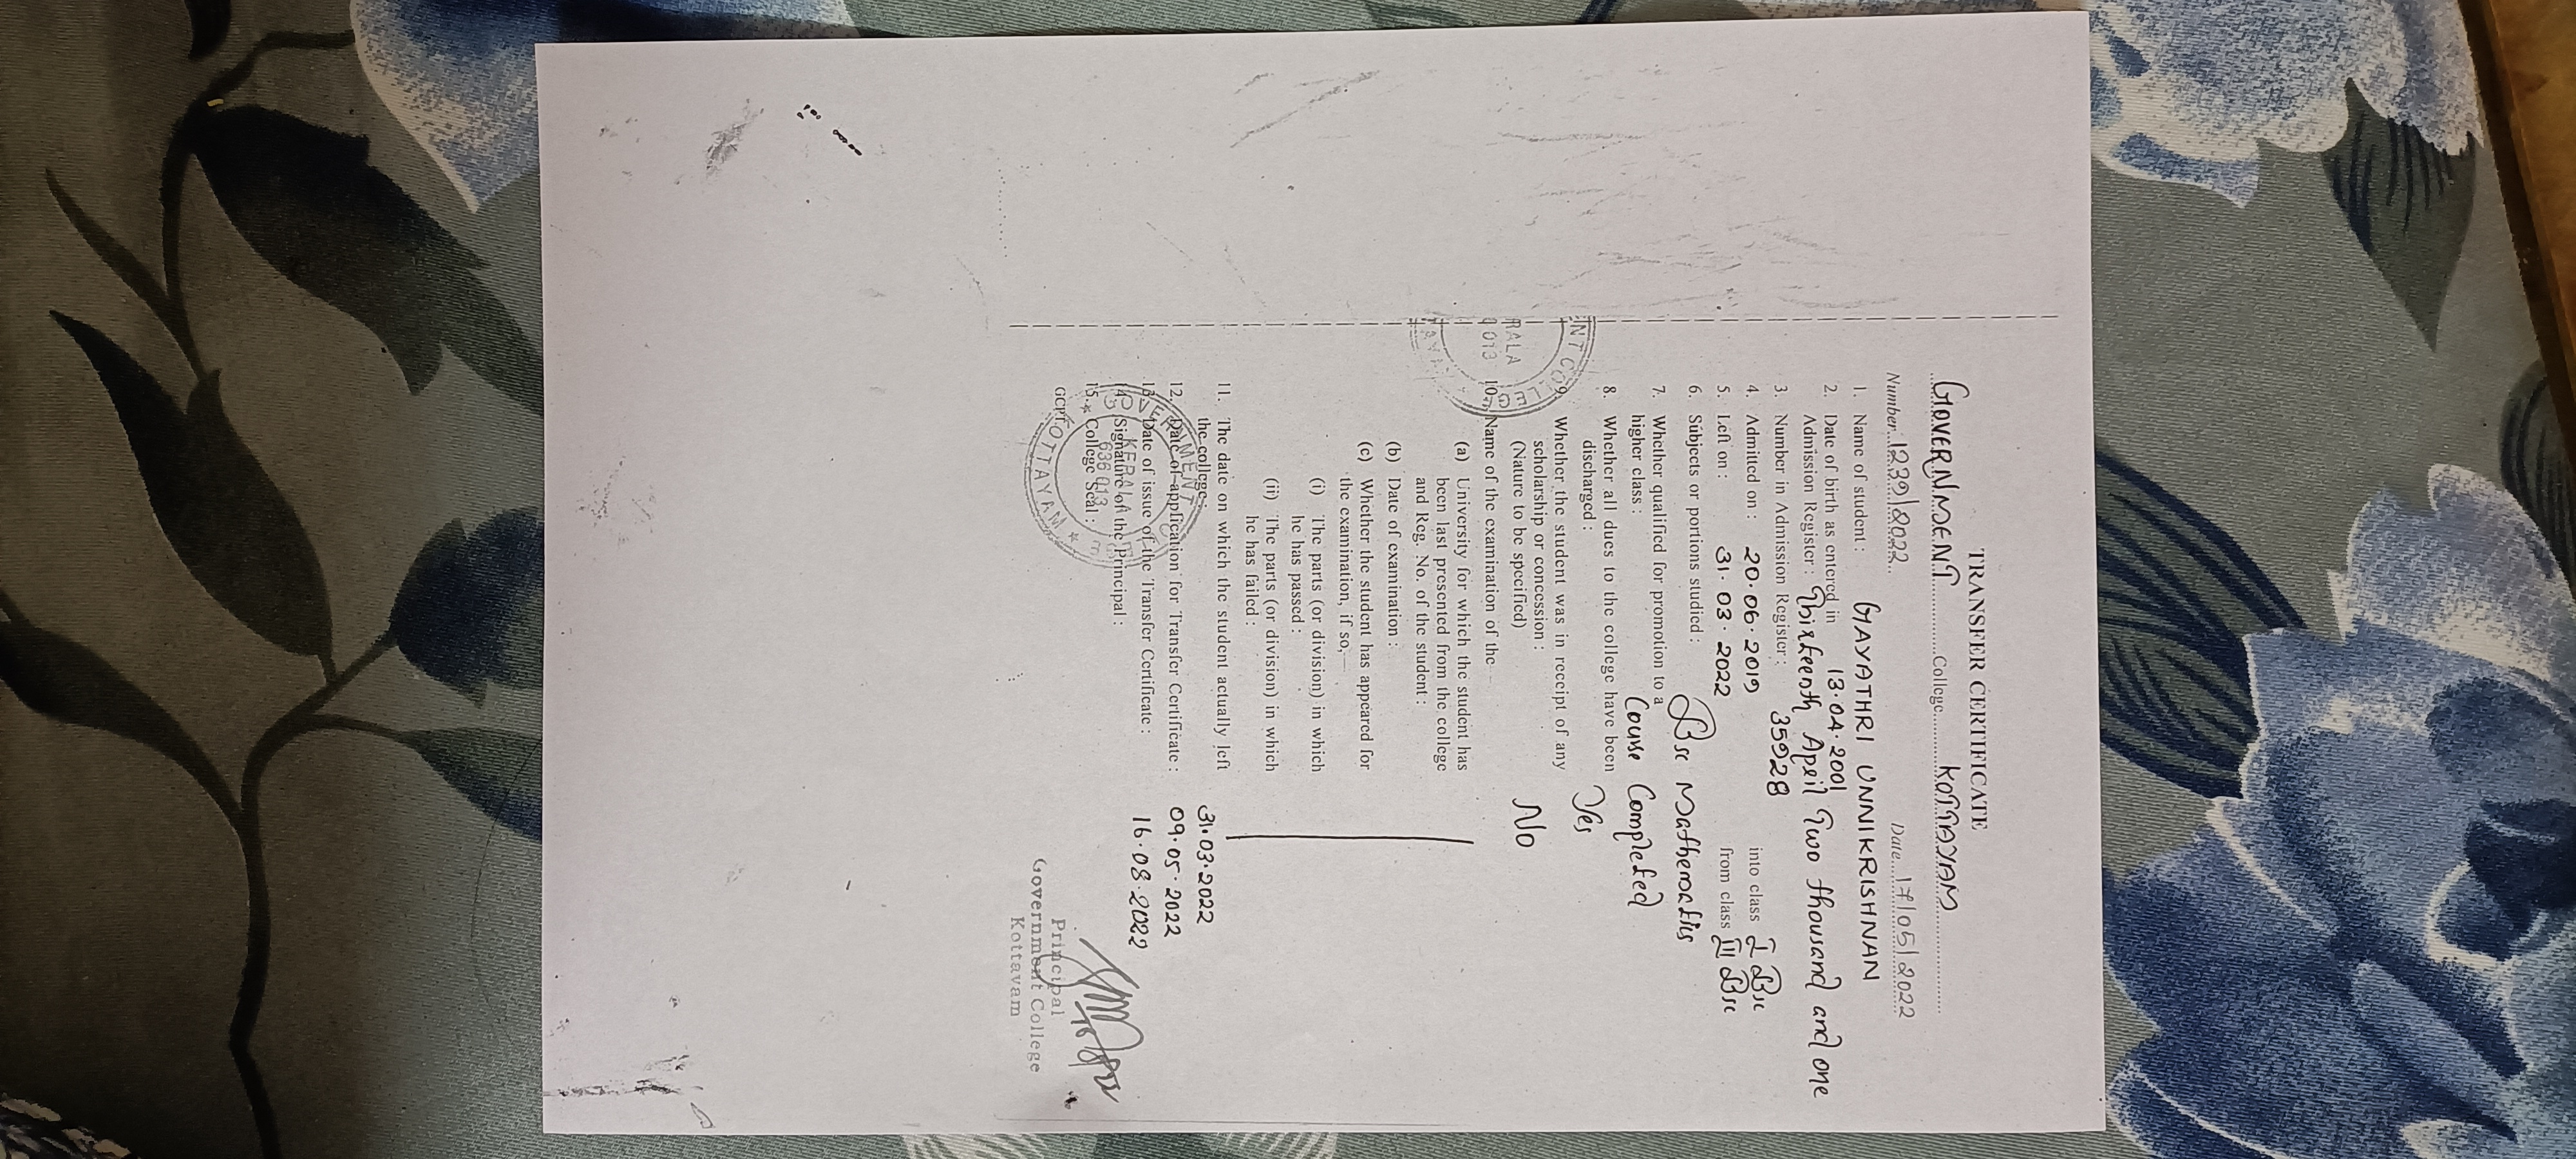 TRANSFER CERTIFICATE
GOVERNMENT College KOTTAYAM
Number 1239/2022 Date 17/05/2022
1. Name of student : GAYATHRI UNNIKRISHNAN
2. Date of birth as entered in 13.04.2001
Admission Register : Thirteenth April Two thousand and one
3. Number in Admission Register : 35928
4. Admitted on : 20.06.2019 into class I Bsc
5. Left on : 31.03.2022 from class III Bsc
6. Subjects or portions studied : Bsc Mathematis
7. Whether qualified for promotion to a
higher class : Couse Completed
8. Whether all dues to the college have been
discharged : Yes
9. Whether the student was in receipt of any
scholarship or concession :
(Nature to be specified) No
10. Name of the examination of the —
(a) University for which the student has
been last presented from the college
and Reg. No. of the student :
(b) Date of examination :
(c) Whether the student has appeared for
the examination, if so,—
(i) The parts (or division) in which
he has passed :
(ii) The parts (or division) in which
he has failed :
11. The date on which the student actually left
the college : 31.03.2022
12. Date of application for Transfer Certificate : 09.05.2022
13. Date of issue of the Transfer Certificate : 16.08.2022
14. Signature of the Principal :
15. College Seal :
GCPT
Principal
Government College
Kottayam
GOVERNMENT
KERALA
686 013
KOTTAYAM
NT COLLEG
RALA
013
TAYA